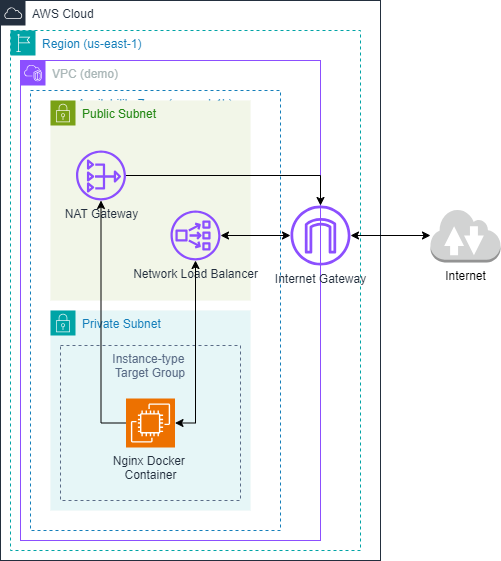 AWS Cloud
Region (us-east-1)
VPC (demo)
Public Subnet
NAT Gateway
Network Load Balancer
Internet Gateway
Internet
Private Subnet
Instance-type
Target Group
Nginx Docker
Container